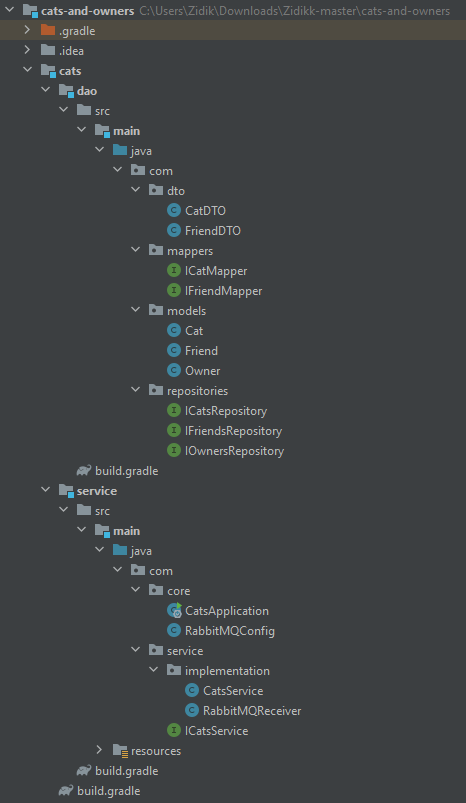 cats-and-owners C:\Users\Zidik\Downloads\Zidikk-master\cats-and-owners
.gradle
.idea
cats
dao
src
main
java
com
dto
CatDTO
FriendDTO
mappers
ICatMapper
IFriendMapper
models
Cat
Friend
Owner
repositories
ICatsRepository
IFriendsRepository
IOwnersRepository
build.gradle
service
src
main
java
com
core
CatsApplication
RabbitMQConfig
service
implementation
CatsService
RabbitMQReceiver
ICatsService
resources
build.gradle
build.gradle